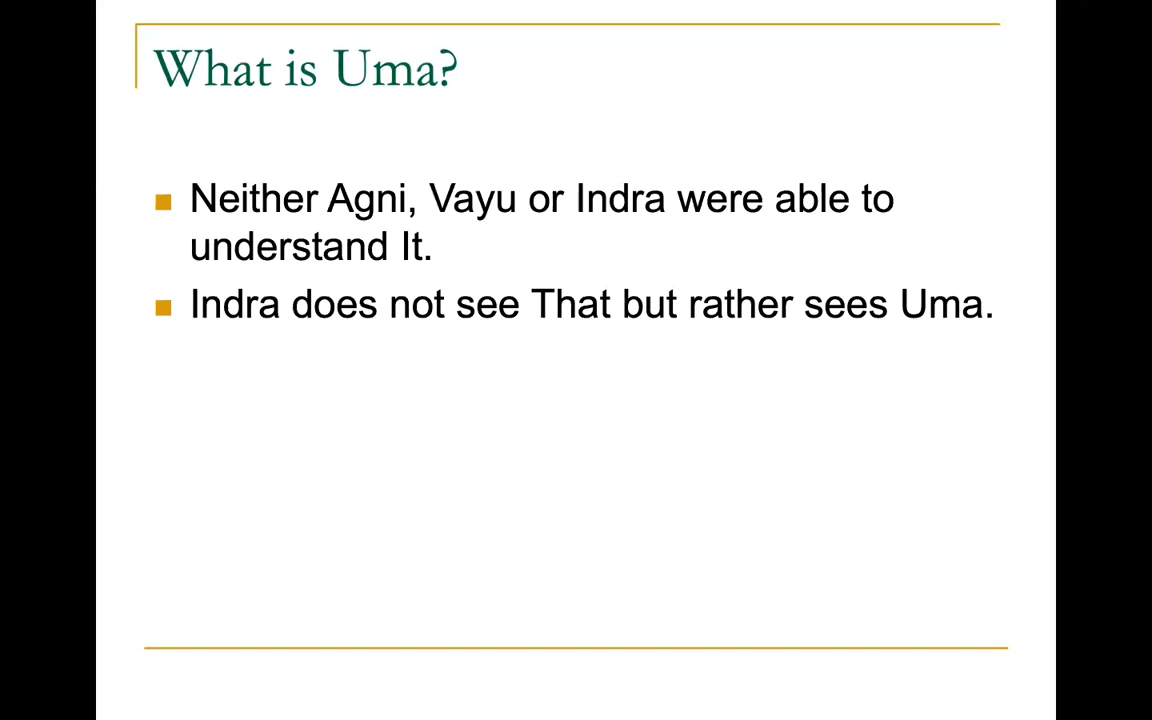 What is Uma?
Neither Agni, Vayu or Indra were able to
understand It.
Indra does not see That but rather sees Uma.